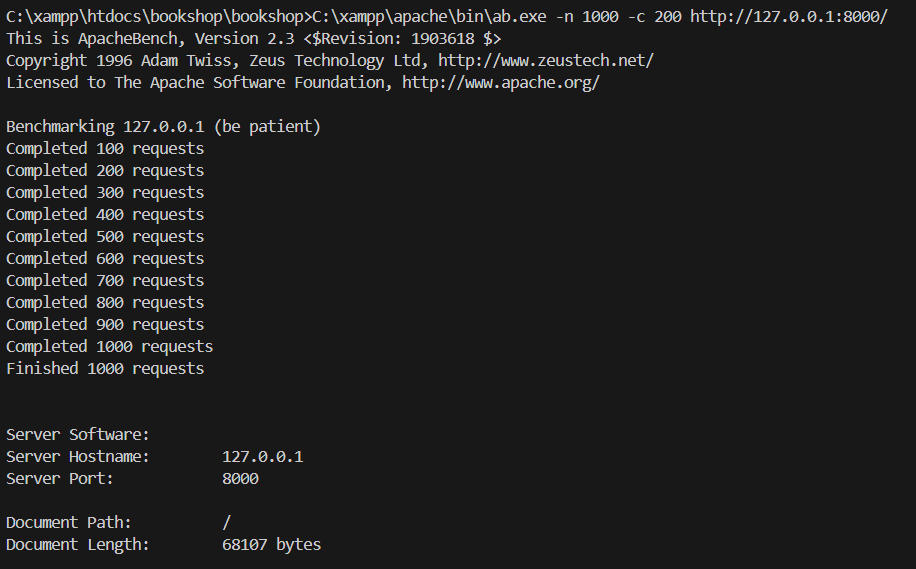 C:\xampp\htdocs\bookshop\bookshop>C:\xampp\apache\bin\ab.exe -n 1000 -c 200 http://127.0.0.1:8000/
This is ApacheBench, Version 2.3 <$Revision: 1903618 $>
Copyright 1996 Adam Twiss, Zeus Technology Ltd, http://www.zeustech.net/
Licensed to The Apache Software Foundation, http://www.apache.org/

Benchmarking 127.0.0.1 (be patient)
Completed 100 requests
Completed 200 requests
Completed 300 requests
Completed 400 requests
Completed 500 requests
Completed 600 requests
Completed 700 requests
Completed 800 requests
Completed 900 requests
Completed 1000 requests
Finished 1000 requests

Server Software:
Server Hostname:        127.0.0.1
Server Port:            8000

Document Path:          /
Document Length:        68107 bytes